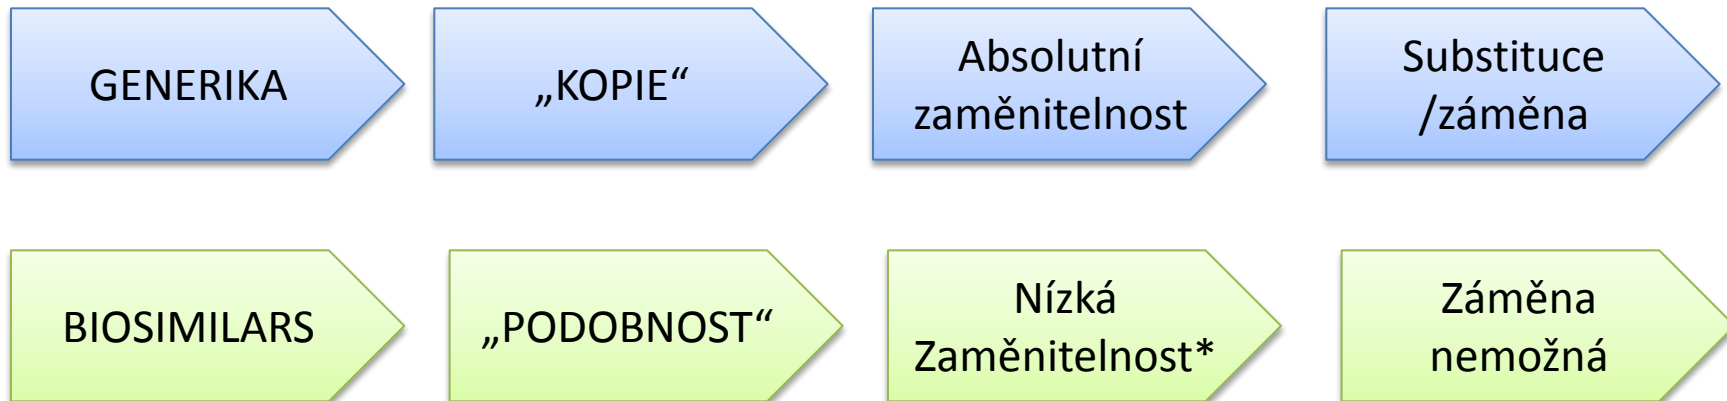 GENERIKA
„KOPIE“
Absolutní
zaměnitelnost
Substituce
/záměna
BIOSIMILARS
„PODOBNOST“
Nízká
Zaměnitelnost*
Záměna
nemožná